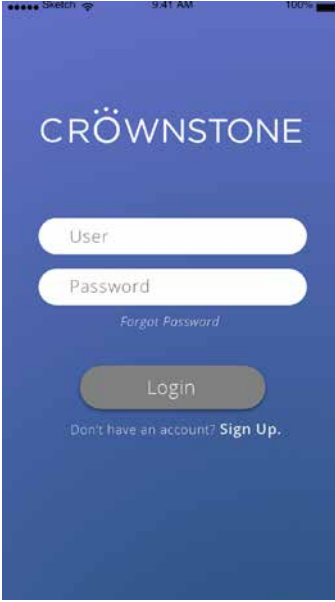 Sketch 9:41 AM 100%
CRÖWNSTONE
User
Password
Forgot Password
Login
Don't have an account? Sign Up.